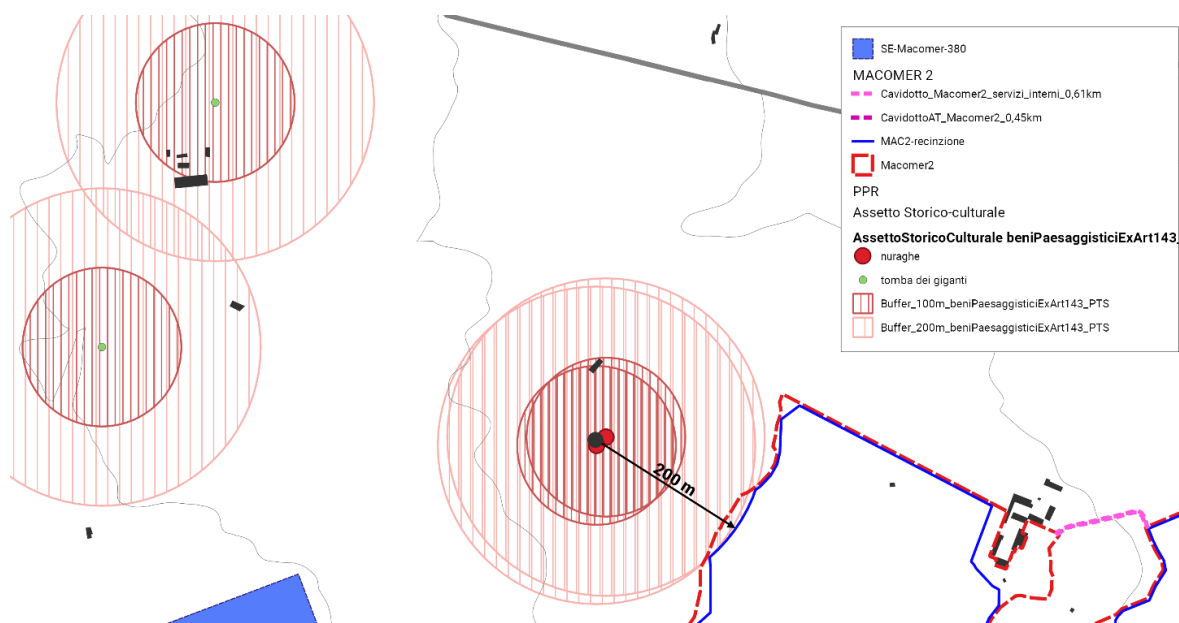 SE-Macomer-380
MACOMER 2
Cavidotto_Macomer2_servizi_interni_0,61km
CavidottoAT_Macomer2_0,45km
MAC2-recinzione
Macomer2
PPR
Assetto Storico-culturale
AssettoStoricoCulturale beniPaesaggisticiExArt143_
nuraghe
tomba dei giganti
Buffer_100m_beniPaesaggisticiExArt143_PTS
Buffer_200m_beniPaesaggisticiExArt143_PTS
200 m